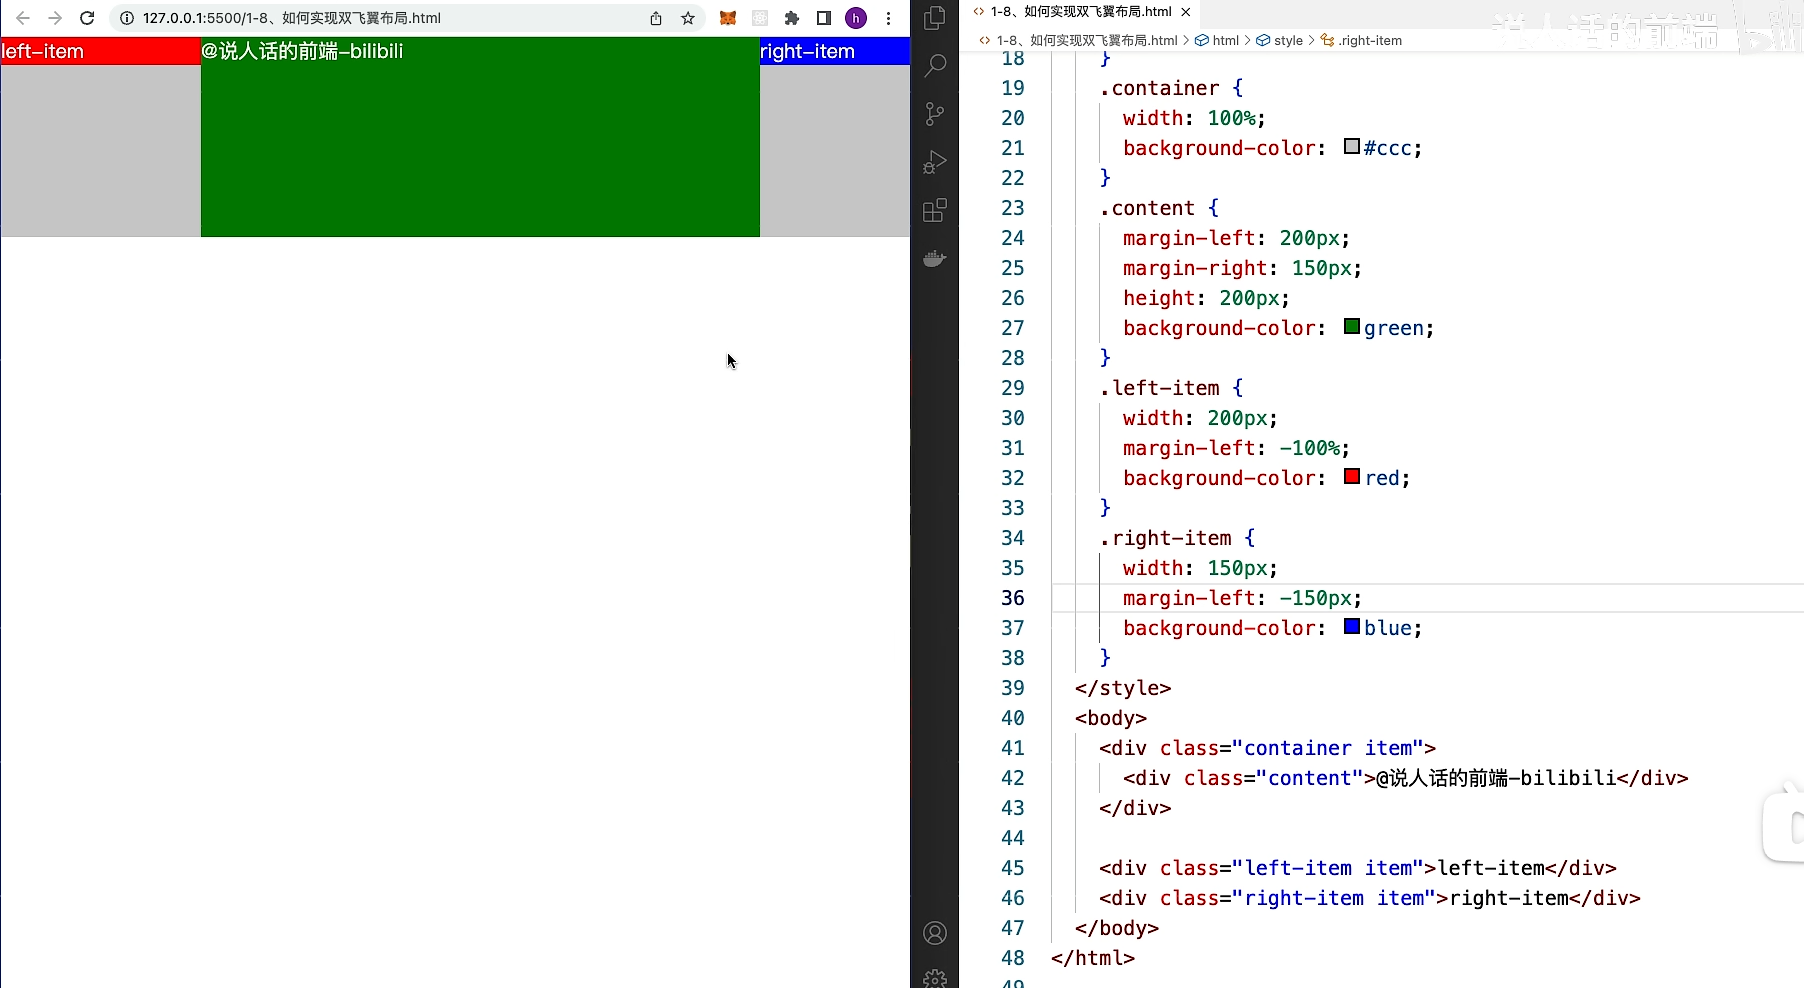 127.0.0.1:5500/1-8、如何实现双飞翼布局.html
h
left-item
@说人话的前端-bilibili
right-item
1-8、如何实现双飞翼布局.html
说人话的前端
1-8、如何实现双飞翼布局.html > html > style > .right-item
18 }
19 .container {
20 width: 100%;
21 background-color: #ccc;
22 }
23 .content {
24 margin-left: 200px;
25 margin-right: 150px;
26 height: 200px;
27 background-color: green;
28 }
29 .left-item {
30 width: 200px;
31 margin-left: -100%;
32 background-color: red;
33 }
34 .right-item {
35 width: 150px;
36 margin-left: -150px;
37 background-color: blue;
38 }
39 </style>
40 <body>
41 <div class="container item">
42 <div class="content">@说人话的前端-bilibili</div>
43 </div>
44
45 <div class="left-item item">left-item</div>
46 <div class="right-item item">right-item</div>
47 </body>
48 </html>
49